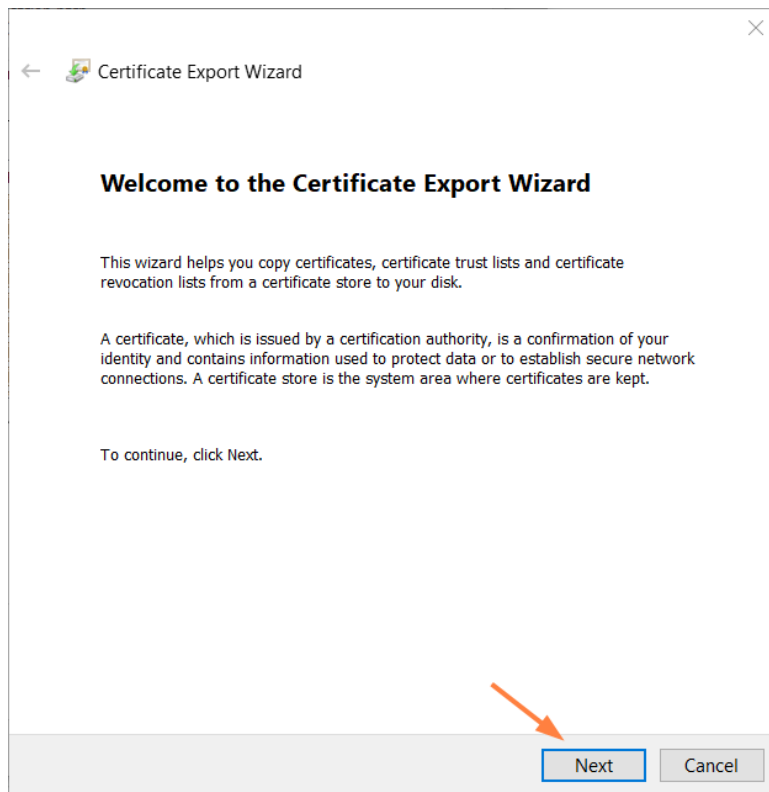 Certificate Export Wizard
Welcome to the Certificate Export Wizard
This wizard helps you copy certificates, certificate trust lists and certificate
revocation lists from a certificate store to your disk.
A certificate, which is issued by a certification authority, is a confirmation of your
identity and contains information used to protect data or to establish secure network
connections. A certificate store is the system area where certificates are kept.
To continue, click Next.
Next Cancel